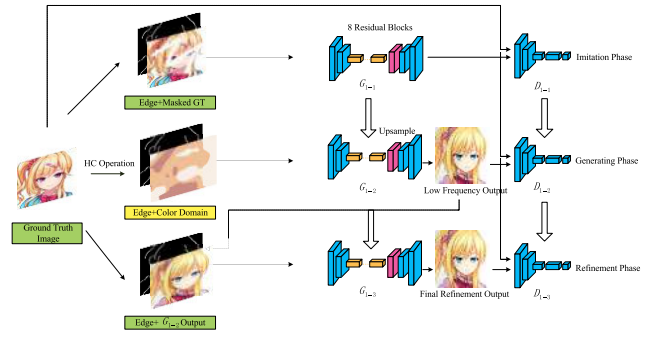 8 Residual Blocks
Imitation Phase
G1-1
D1-1
Edge+Masked GT
Upsample
HC Operation
Generating Phase
G1-2
Low Frequency Output
D1-2
Edge+Color Domain
Ground Truth
Image
Refinement Phase
G1-3
Final Refinement Output
D1-3
Edge+ G1-2 Output